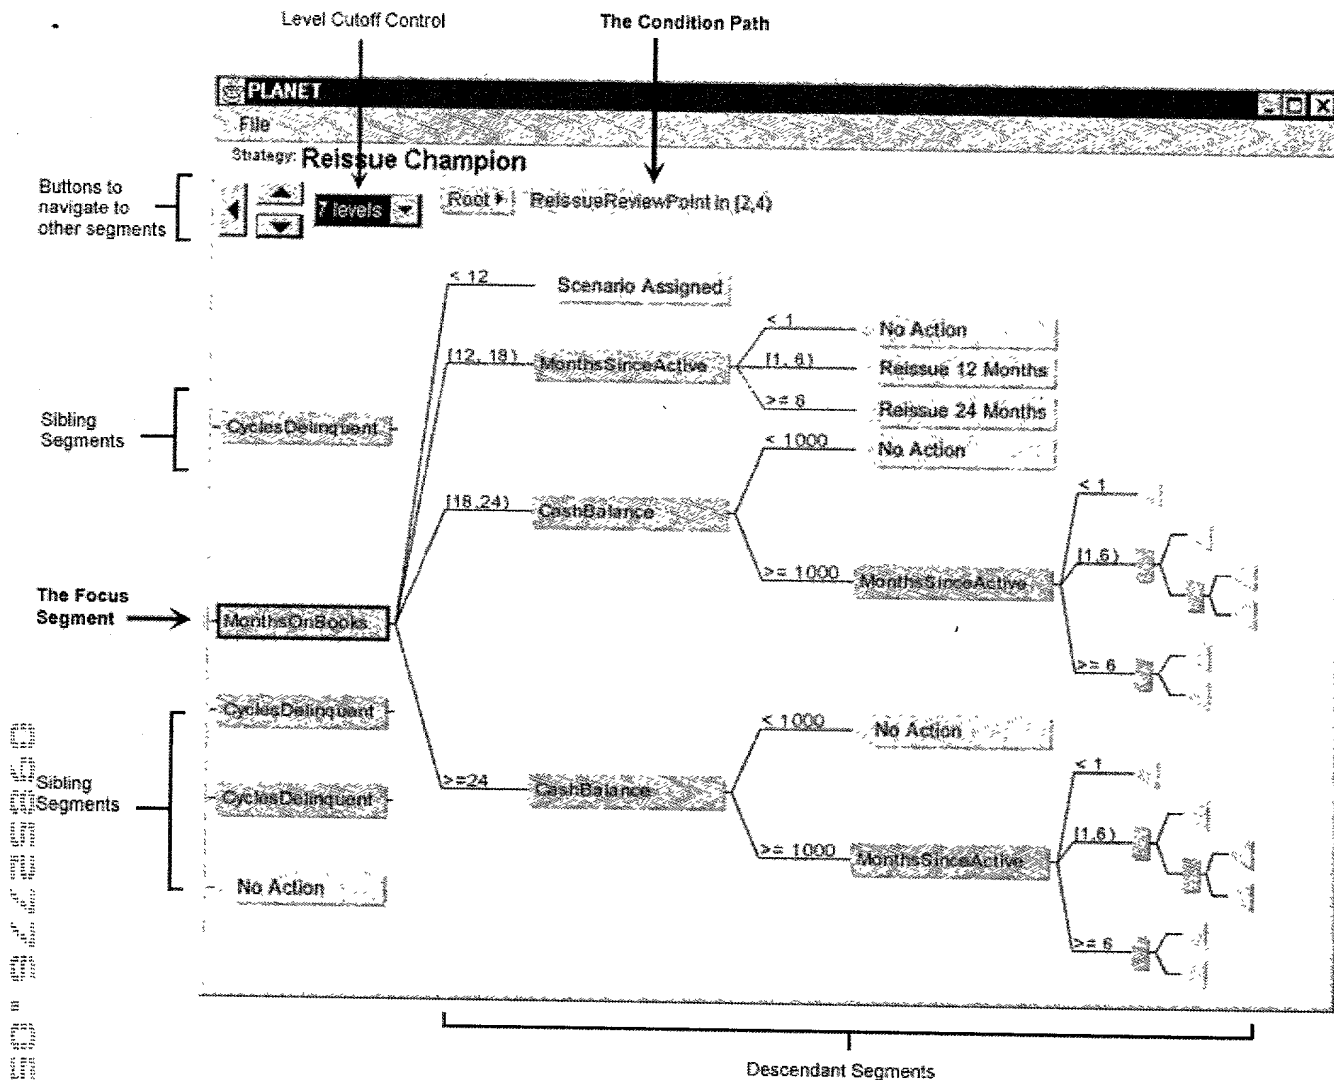 Level Cutoff Control
The Condition Path
PLANET
File
Strategy: Reissue Champion
Buttons to
navigate to
other segments
7 levels
Root
ReissueReviewPoint in {2,4}
< 12
Scenario Assigned
< 1
No Action
[12, 18)
MonthsSinceActive
[1, 6)
Reissue 12 Months
>= 6
Reissue 24 Months
Sibling
Segments
CyclesDelinquent
< 1000
No Action
[18,24)
CashBalance
< 1
[1,6)
>= 1000
MonthsSinceActive
The Focus
Segment
MonthsOnBooks
>= 6
CyclesDelinquent
< 1000
No Action
Sibling
Segments
>=24
CashBalance
< 1
CyclesDelinquent
[1,6)
>= 1000
MonthsSinceActive
No Action
>= 6
Descendant Segments